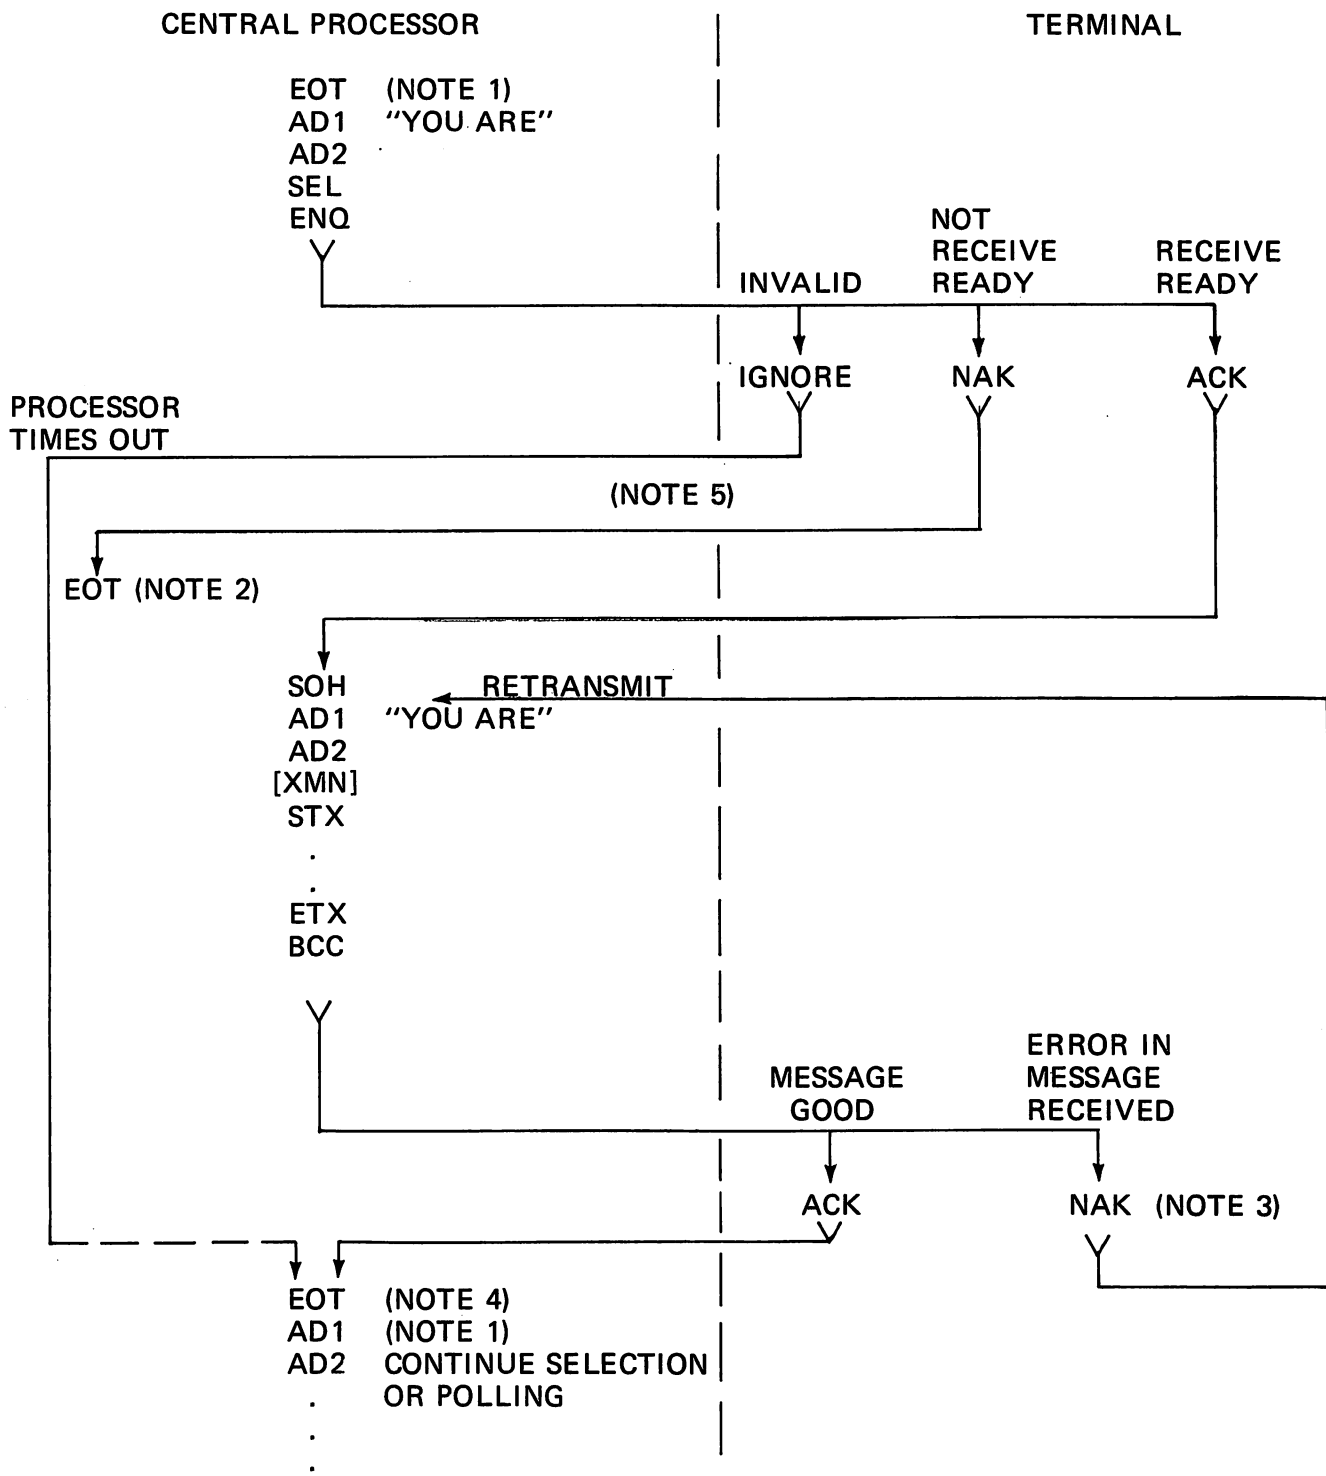 CENTRAL PROCESSOR
TERMINAL
EOT (NOTE 1)
AD1 "YOU ARE"
AD2
SEL
ENQ
INVALID
NOT
RECEIVE
READY
RECEIVE
READY
IGNORE
NAK
ACK
PROCESSOR
TIMES OUT
(NOTE 5)
EOT (NOTE 2)
SOH
RETRANSMIT
AD1 "YOU ARE"
AD2
[XMN]
STX
.
.
ETX
BCC
MESSAGE
GOOD
ERROR IN
MESSAGE
RECEIVED
ACK
NAK (NOTE 3)
EOT (NOTE 4)
AD1 (NOTE 1)
AD2 CONTINUE SELECTION
OR POLLING
.
.
.